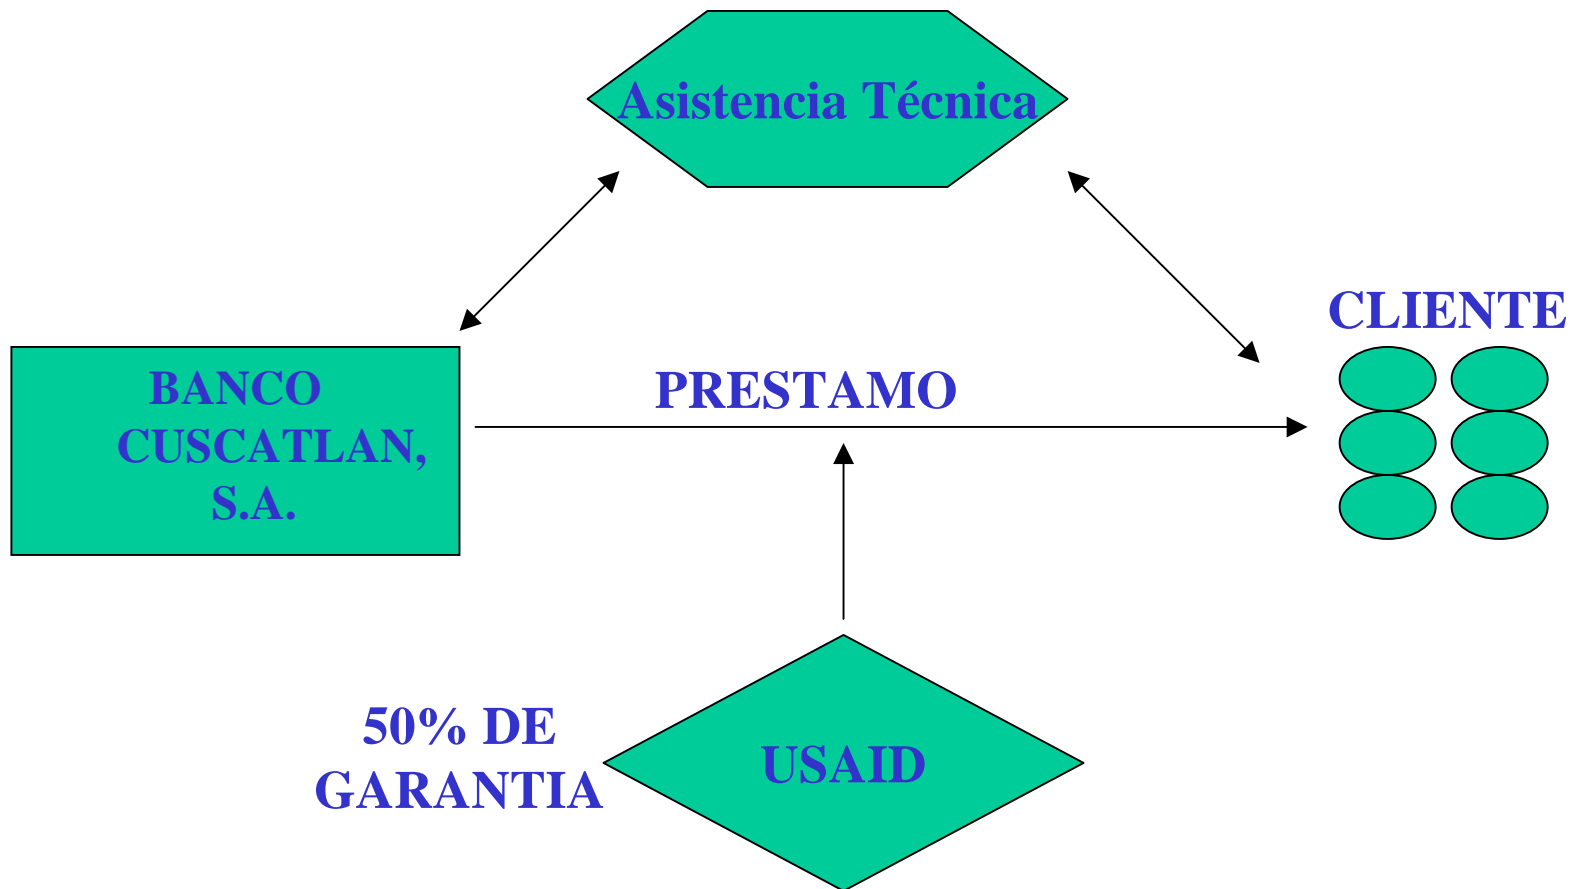 Asistencia Técnica
CLIENTE
PRESTAMO
BANCO
CUSCATLAN,
S.A.
50% DE
GARANTIA
USAID